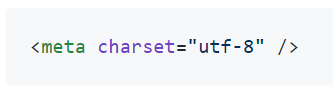 <meta charset="utf-8" />